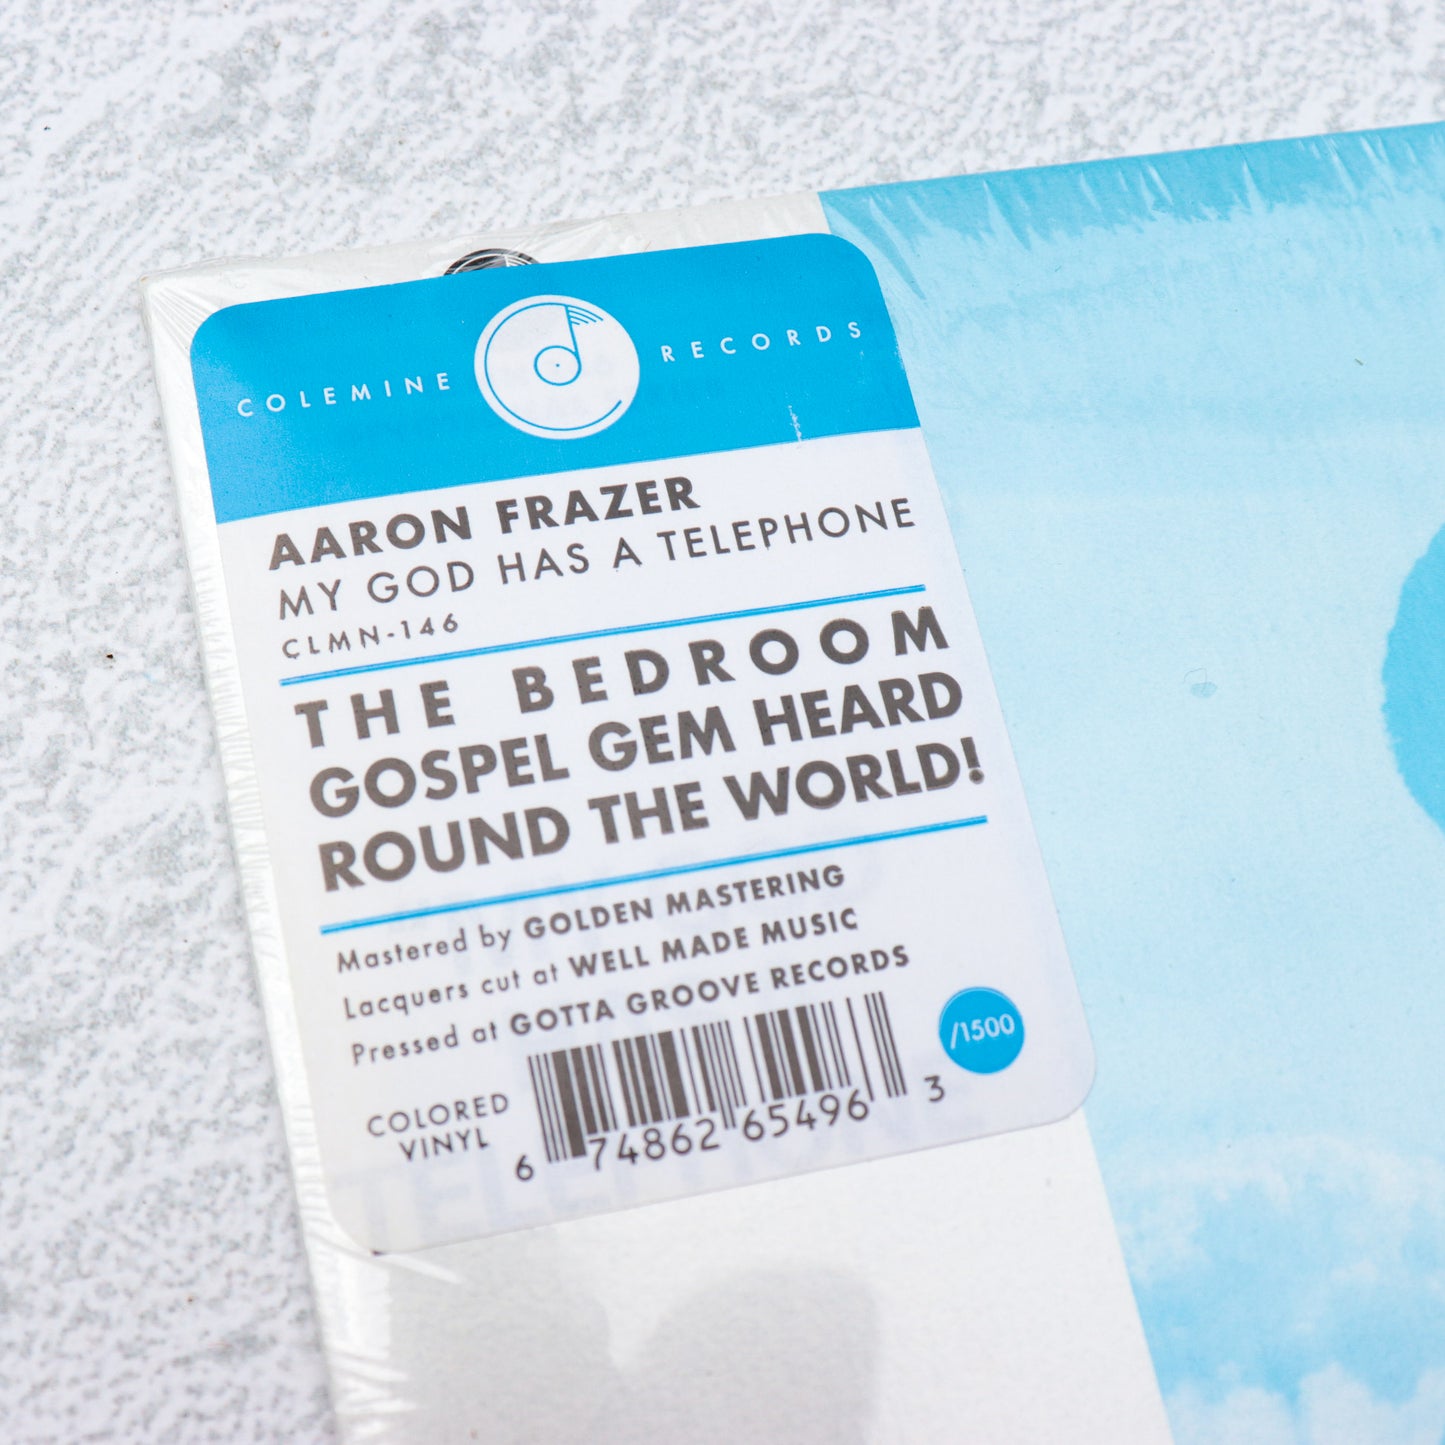 COLEMINE RECORDS
AARON FRAZER
MY GOD HAS A TELEPHONE
CLMN-146
THE BEDROOM
GOSPEL GEM HEARD
ROUND THE WORLD!
Mastered by GOLDEN MASTERING
Lacquers cut at WELL MADE MUSIC
Pressed at GOTTA GROOVE RECORDS
/1500
COLORED
VINYL
6 74862 65496 3